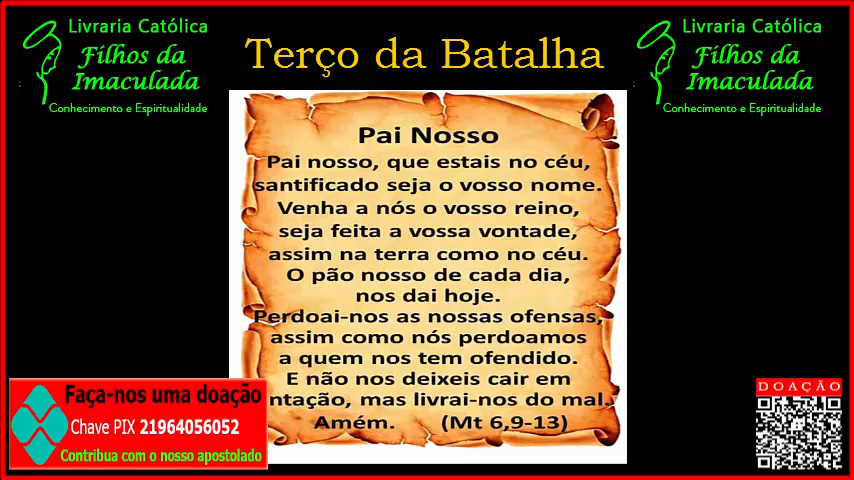 Livraria Católica
Filhos da
Imaculada
Conhecimento e Espiritualidade
Terço da Batalha
Livraria Católica
Filhos da
Imaculada
Conhecimento e Espiritualidade
Pai Nosso
Pai nosso, que estais no céu,
santificado seja o vosso nome.
Venha a nós o vosso reino,
seja feita a vossa vontade,
assim na terra como no céu.
O pão nosso de cada dia,
nos dai hoje.
Perdoai-nos as nossas ofensas,
assim como nós perdoamos
a quem nos tem ofendido.
E não nos deixeis cair em
ntação, mas livrai-nos do mal.
Amém. (Mt 6,9-13)
Faça-nos uma doação
Chave PIX 21964056052
Contribua com o nosso apostolado
DOAÇÃO